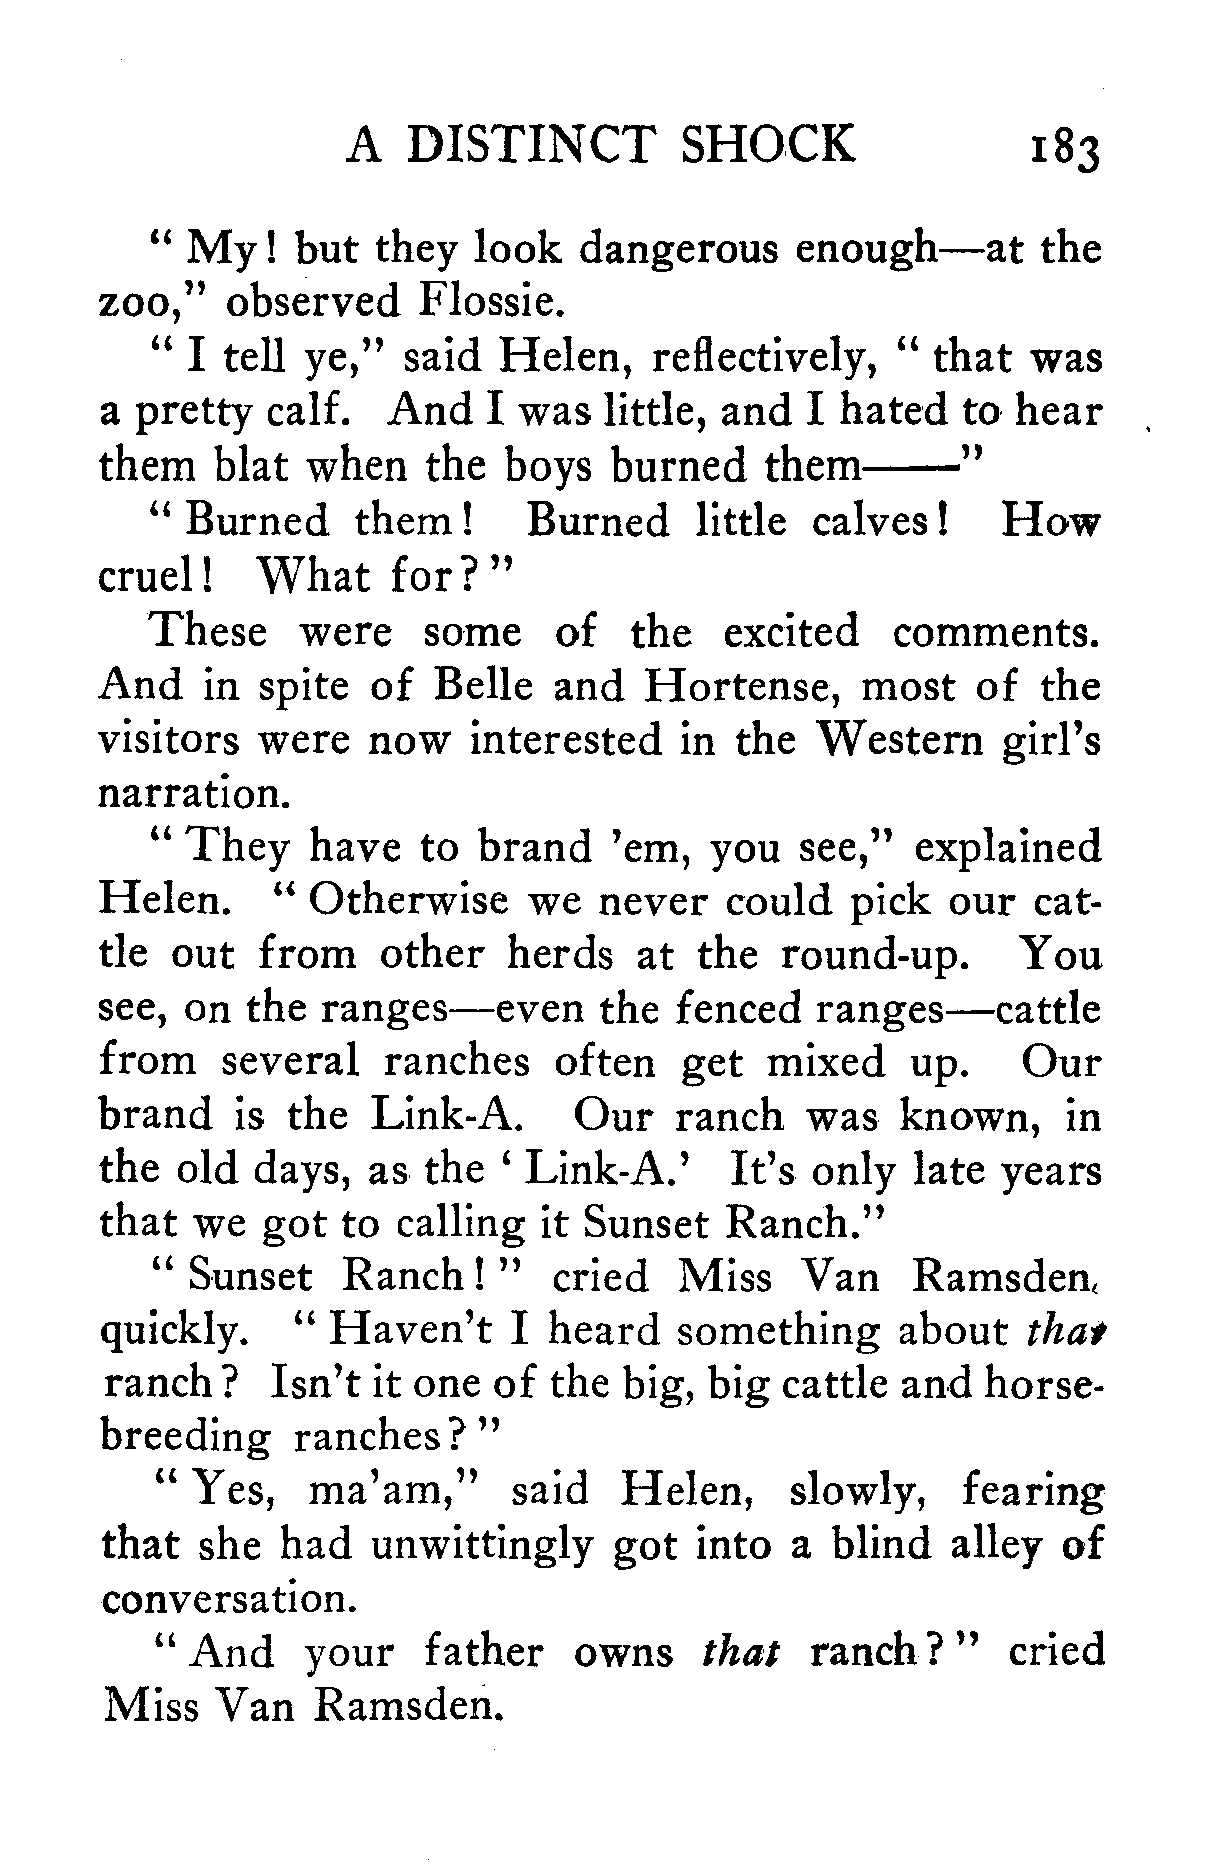 A DISTINCT SHOCK 183
" My! but they look dangerous enough—at the
zoo," observed Flossie.
" I tell ye," said Helen, reflectively, " that was
a pretty calf. And I was little, and I hated to hear
them blat when the boys burned them——"
" Burned them! Burned little calves! How
cruel! What for?"
These were some of the excited comments.
And in spite of Belle and Hortense, most of the
visitors were now interested in the Western girl's
narration.
" They have to brand 'em, you see," explained
Helen. " Otherwise we never could pick our cat-
tle out from other herds at the round-up. You
see, on the ranges—even the fenced ranges—cattle
from several ranches often get mixed up. Our
brand is the Link-A. Our ranch was known, in
the old days, as the ' Link-A.' It's only late years
that we got to calling it Sunset Ranch."
" Sunset Ranch!" cried Miss Van Ramsden,
quickly. " Haven't I heard something about that
ranch? Isn't it one of the big, big cattle and horse-
breeding ranches?"
" Yes, ma'am," said Helen, slowly, fearing
that she had unwittingly got into a blind alley of
conversation.
" And your father owns that ranch?" cried
Miss Van Ramsden.